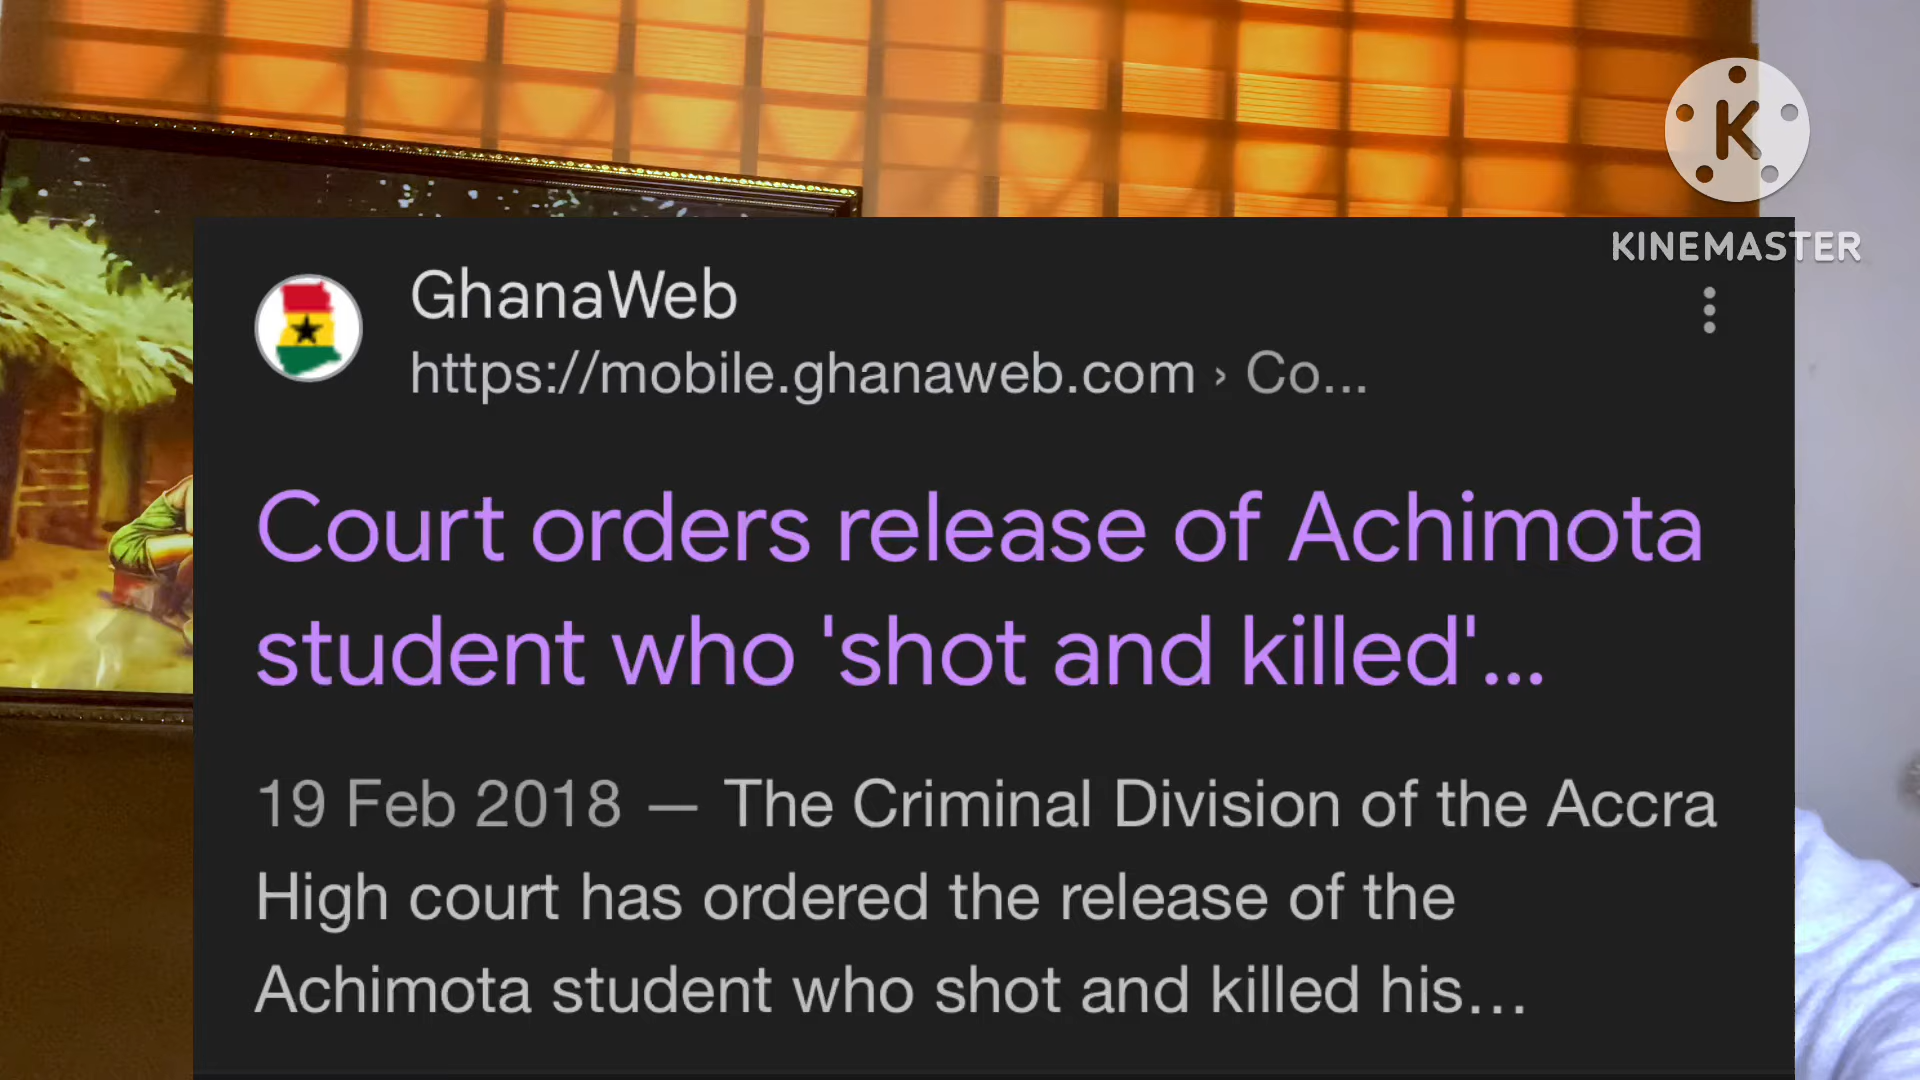 K
KINEMASTER
GhanaWeb
https://mobile.ghanaweb.com › Co...
Court orders release of Achimota
student who 'shot and killed'...
19 Feb 2018 — The Criminal Division of the Accra
High court has ordered the release of the
Achimota student who shot and killed his...